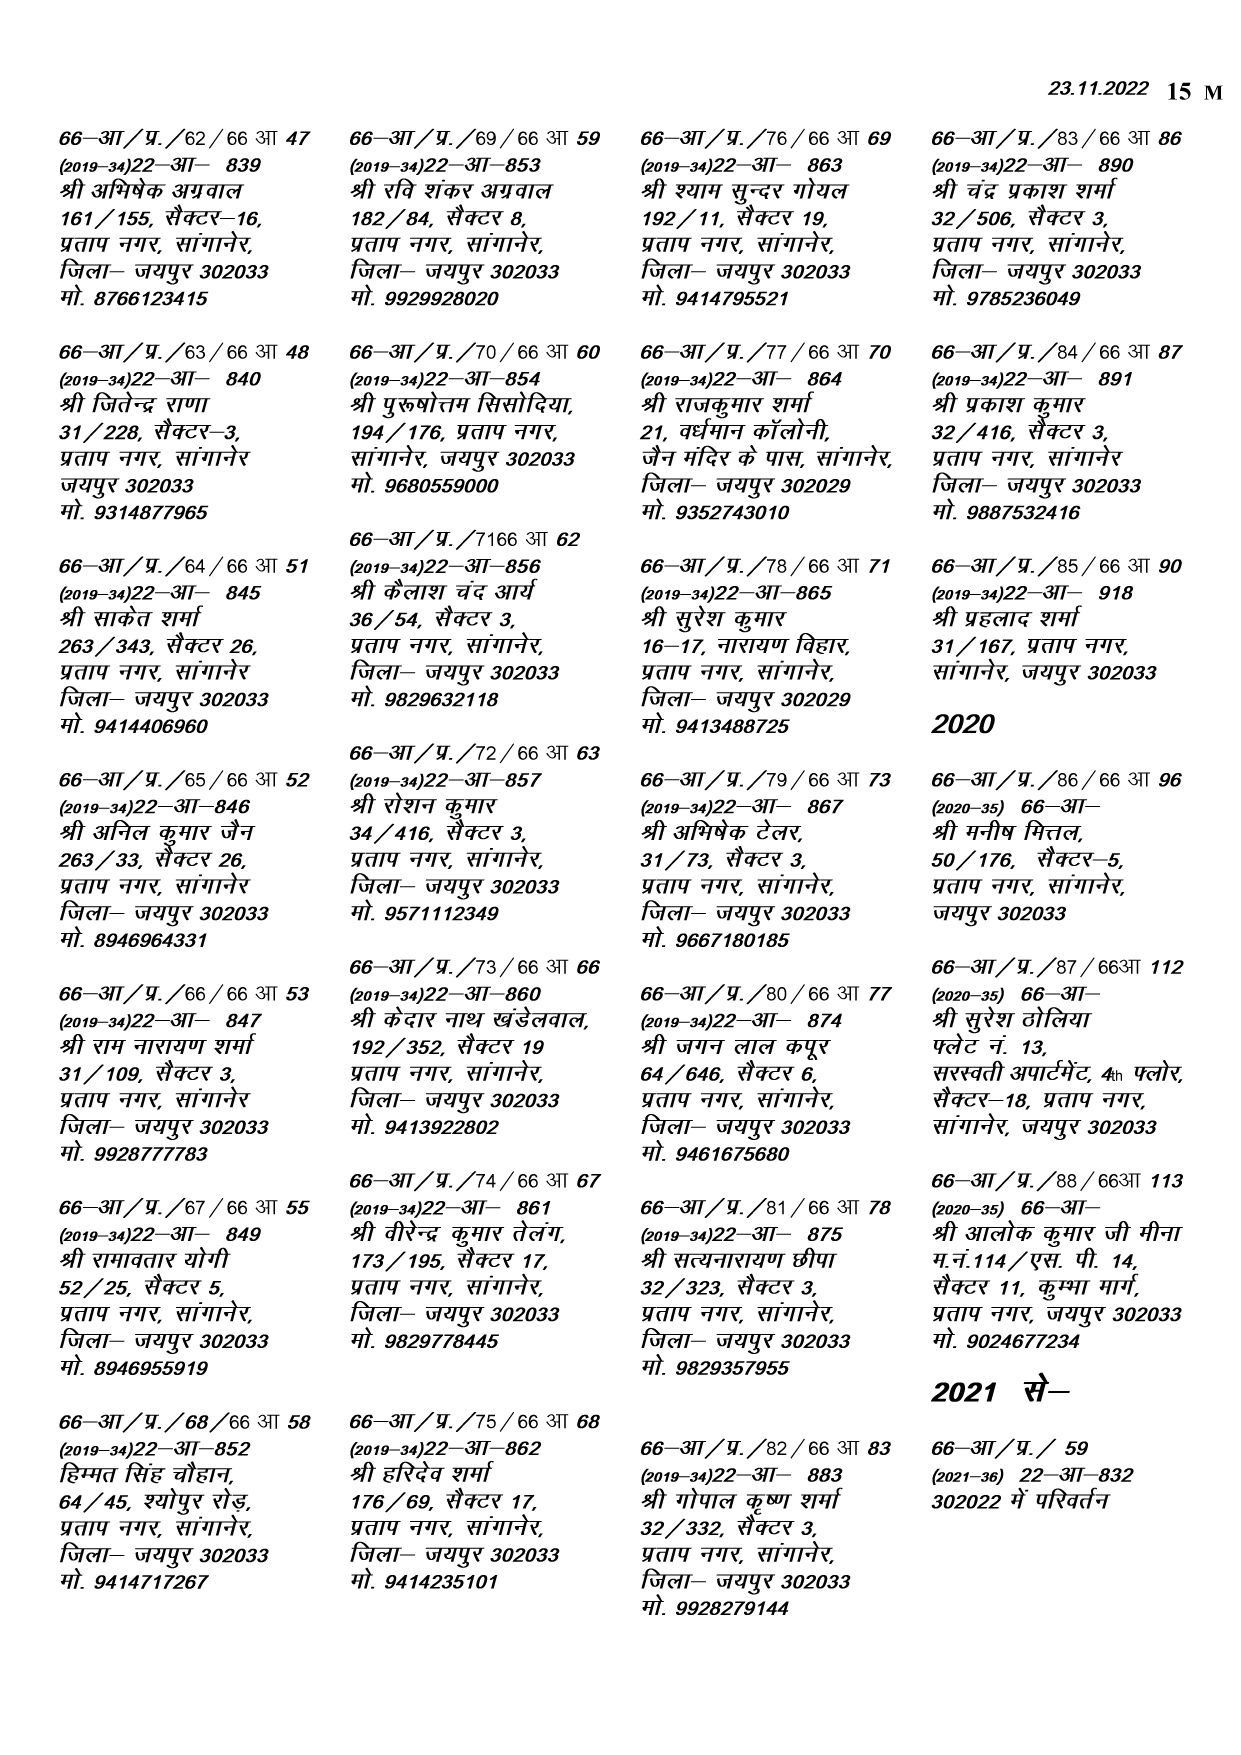 23.11.2022 15 M
66–आ/प्र./62/66 आ 47
(2019–34)22–आ– 839
श्री अभिषेक अग्रवाल
161/155, सैक्टर–16,
प्रताप नगर, सांगानेर,
जिला– जयपुर 302033
मो. 8766123415
66–आ/प्र./63/66 आ 48
(2019–34)22–आ– 840
श्री जितेन्द्र राणा
31/228, सैक्टर–3,
प्रताप नगर, सांगानेर
जयपुर 302033
मो. 9314877965
66–आ/प्र./64/66 आ 51
(2019–34)22–आ– 845
श्री साकेत शर्मा
263/343, सैक्टर 26,
प्रताप नगर, सांगानेर
जिला– जयपुर 302033
मो. 9414406960
66–आ/प्र./65/66 आ 52
(2019–34)22–आ–846
श्री अनिल कुमार जैन
263/33, सैक्टर 26,
प्रताप नगर, सांगानेर
जिला– जयपुर 302033
मो. 8946964331
66–आ/प्र./66/66 आ 53
(2019–34)22–आ– 847
श्री राम नारायण शर्मा
31/109, सैक्टर 3,
प्रताप नगर, सांगानेर
जिला– जयपुर 302033
मो. 9928777783
66–आ/प्र./67/66 आ 55
(2019–34)22–आ– 849
श्री रामावतार योगी
52/25, सैक्टर 5,
प्रताप नगर, सांगानेर,
जिला– जयपुर 302033
मो. 8946955919
66–आ/प्र./68/66 आ 58
(2019–34)22–आ–852
हिम्मत सिंह चौहान,
64/45, श्योपुर रोड़,
प्रताप नगर, सांगानेर,
जिला– जयपुर 302033
मो. 9414717267
66–आ/प्र./69/66 आ 59
(2019–34)22–आ–853
श्री रवि शंकर अग्रवाल
182/84, सैक्टर 8,
प्रताप नगर, सांगानेर,
जिला– जयपुर 302033
मो. 9929928020
66–आ/प्र./70/66 आ 60
(2019–34)22–आ–854
श्री पुरूषोत्तम सिसोदिया,
194/176, प्रताप नगर,
सांगानेर, जयपुर 302033
मो. 9680559000
66–आ/प्र./7166 आ 62
(2019–34)22–आ–856
श्री कैलाश चंद आर्य
36/54, सैक्टर 3,
प्रताप नगर, सांगानेर,
जिला– जयपुर 302033
मो. 9829632118
66–आ/प्र./72/66 आ 63
(2019–34)22–आ–857
श्री रोशन कुमार
34/416, सैक्टर 3,
प्रताप नगर, सांगानेर,
जिला– जयपुर 302033
मो. 9571112349
66–आ/प्र./73/66 आ 66
(2019–34)22–आ–860
श्री केदार नाथ खंडेलवाल,
192/352, सैक्टर 19
प्रताप नगर, सांगानेर,
जिला– जयपुर 302033
मो. 9413922802
66–आ/प्र./74/66 आ 67
(2019–34)22–आ– 861
श्री वीरेन्द्र कुमार तेलंग,
173/195, सैक्टर 17,
प्रताप नगर, सांगानेर,
जिला– जयपुर 302033
मो. 9829778445
66–आ/प्र./75/66 आ 68
(2019–34)22–आ–862
श्री हरिदेव शर्मा
176/69, सैक्टर 17,
प्रताप नगर, सांगानेर,
जिला– जयपुर 302033
मो. 9414235101
66–आ/प्र./76/66 आ 69
(2019–34)22–आ– 863
श्री श्याम सुन्दर गोयल
192/11, सैक्टर 19,
प्रताप नगर, सांगानेर,
जिला– जयपुर 302033
मो. 9414795521
66–आ/प्र./77/66 आ 70
(2019–34)22–आ– 864
श्री राजकुमार शर्मा
21, वर्धमान कॉलोनी,
जैन मंदिर के पास, सांगानेर,
जिला– जयपुर 302029
मो. 9352743010
66–आ/प्र./78/66 आ 71
(2019–34)22–आ–865
श्री सुरेश कुमार
16–17, नारायण विहार,
प्रताप नगर, सांगानेर,
जिला– जयपुर 302029
मो. 9413488725
66–आ/प्र./79/66 आ 73
(2019–34)22–आ– 867
श्री अभिषेक टेलर,
31/73, सैक्टर 3,
प्रताप नगर, सांगानेर,
जिला– जयपुर 302033
मो. 9667180185
66–आ/प्र./80/66 आ 77
(2019–34)22–आ– 874
श्री जगन लाल कपूर
64/646, सैक्टर 6,
प्रताप नगर, सांगानेर,
जिला– जयपुर 302033
मो. 9461675680
66–आ/प्र./81/66 आ 78
(2019–34)22–आ– 875
श्री सत्यनारायण छीपा
32/323, सैक्टर 3,
प्रताप नगर, सांगानेर,
जिला– जयपुर 302033
मो. 9829357955
66–आ/प्र./82/66 आ 83
(2019–34)22–आ– 883
श्री गोपाल कृष्ण शर्मा
32/332, सैक्टर 3,
प्रताप नगर, सांगानेर,
जिला– जयपुर 302033
मो. 9928279144
66–आ/प्र./83/66 आ 86
(2019–34)22–आ– 890
श्री चंद्र प्रकाश शर्मा
32/506, सैक्टर 3,
प्रताप नगर, सांगानेर,
जिला– जयपुर 302033
मो. 9785236049
66–आ/प्र./84/66 आ 87
(2019–34)22–आ– 891
श्री प्रकाश कुमार
32/416, सैक्टर 3,
प्रताप नगर, सांगानेर
जिला– जयपुर 302033
मो. 9887532416
66–आ/प्र./85/66 आ 90
(2019–34)22–आ– 918
श्री प्रहलाद शर्मा
31/167, प्रताप नगर,
सांगानेर, जयपुर 302033
2020
66–आ/प्र./86/66 आ 96
(2020–35) 66–आ–
श्री मनीष मित्तल,
50/176, सैक्टर–5,
प्रताप नगर, सांगानेर,
जयपुर 302033
66–आ/प्र./87/66आ 112
(2020–35) 66–आ–
श्री सुरेश ठोलिया
फ्लेट नं. 13,
सरस्वती अपार्टमेंट, 4th फ्लोर,
सैक्टर–18, प्रताप नगर,
सांगानेर, जयपुर 302033
66–आ/प्र./88/66आ 113
(2020–35) 66–आ–
श्री आलोक कुमार जी मीना
म.नं.114/एस. पी. 14,
सैक्टर 11, कुम्भा मार्ग,
प्रताप नगर, जयपुर 302033
मो. 9024677234
2021 से–
66–आ/प्र./ 59
(2021–36) 22–आ–832
302022 में परिवर्तन